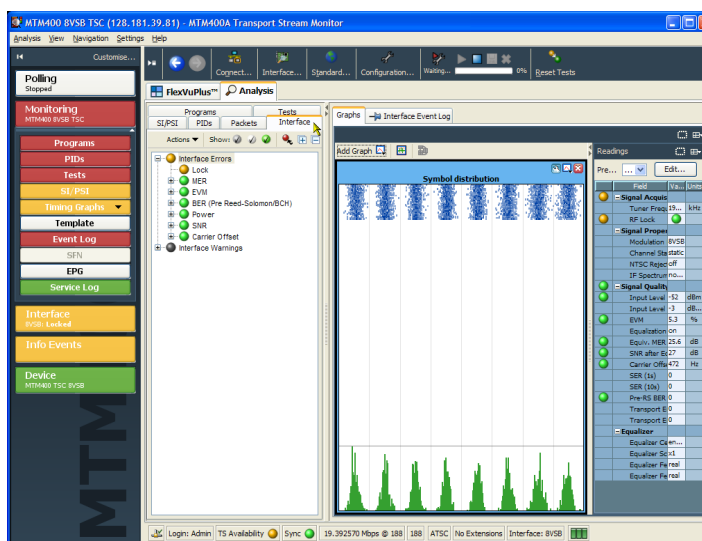 MTM400 8VSB TSC (128.181.39.81) - MTM400A Transport Stream Monitor
Analysis View Navigation Settings Help
Customise...
Connect... Interface... Standard... Configuration... Waiting... 0% Reset Tests
Polling
Stopped
FlexVuPlus™ Analysis
Monitoring
MTM400 8VSB TSC
Programs
PIDs
Tests
SI/PSI
Timing Graphs
Template
Event Log
SFN
EPG
Service Log
Interface
8VSB: Locked
Info Events
Device
MTM400 TSC 8VSB
MTM
Programs Tests
SI/PSI PIDs Packets Interface
Actions Show:
Interface Errors
Lock
MER
EVM
BER (Pre Reed-Solomon/BCH)
Power
SNR
Carrier Offset
Interface Warnings
Graphs Interface Event Log
Add Graph
Symbol distribution
Readings
Pre... ... Edit...
Field Va... Units
Signal Acquis
Tuner Freq 19... kHz
RF Lock
Signal Proper
Modulation 8VSB
Channel Sta static
NTSC Rejec off
IF Spectrum no...
Signal Quality
Input Level -52 dBm
Input Level -3 dB...
EVM 5.3 %
Equalization on
Equiv. MER 25.6 dB
SNR after Eq 27 dB
Carrier Offs 472 Hz
SER (1s) 0
SER (10s) 0
Pre-RS BER 0
Transport E 0
Transport E 0
Equalizer
Equalizer Ce en...
Equalizer Sc x1
Equalizer Fe real
Equalizer Fe real
Login: Admin TS Availability Sync 19.392570 Mbps @ 188 188 ATSC No Extensions Interface: 8VSB